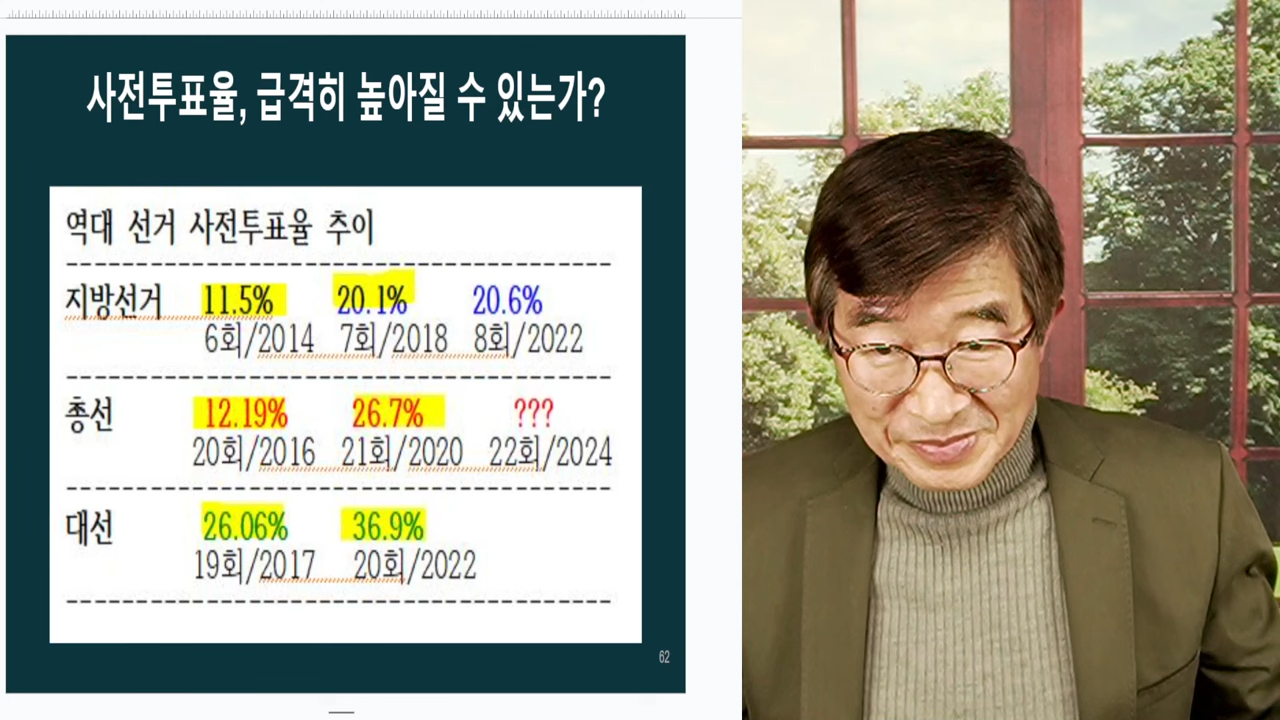 사전투표율, 급격히 높아질 수 있는가?
역대 선거 사전투표율 추이
지방선거 11.5% 20.1% 20.6%
6회/2014 7회/2018 8회/2022
총선 12.19% 26.7% ???
20회/2016 21회/2020 22회/2024
대선 26.06% 36.9%
19회/2017 20회/2022
62